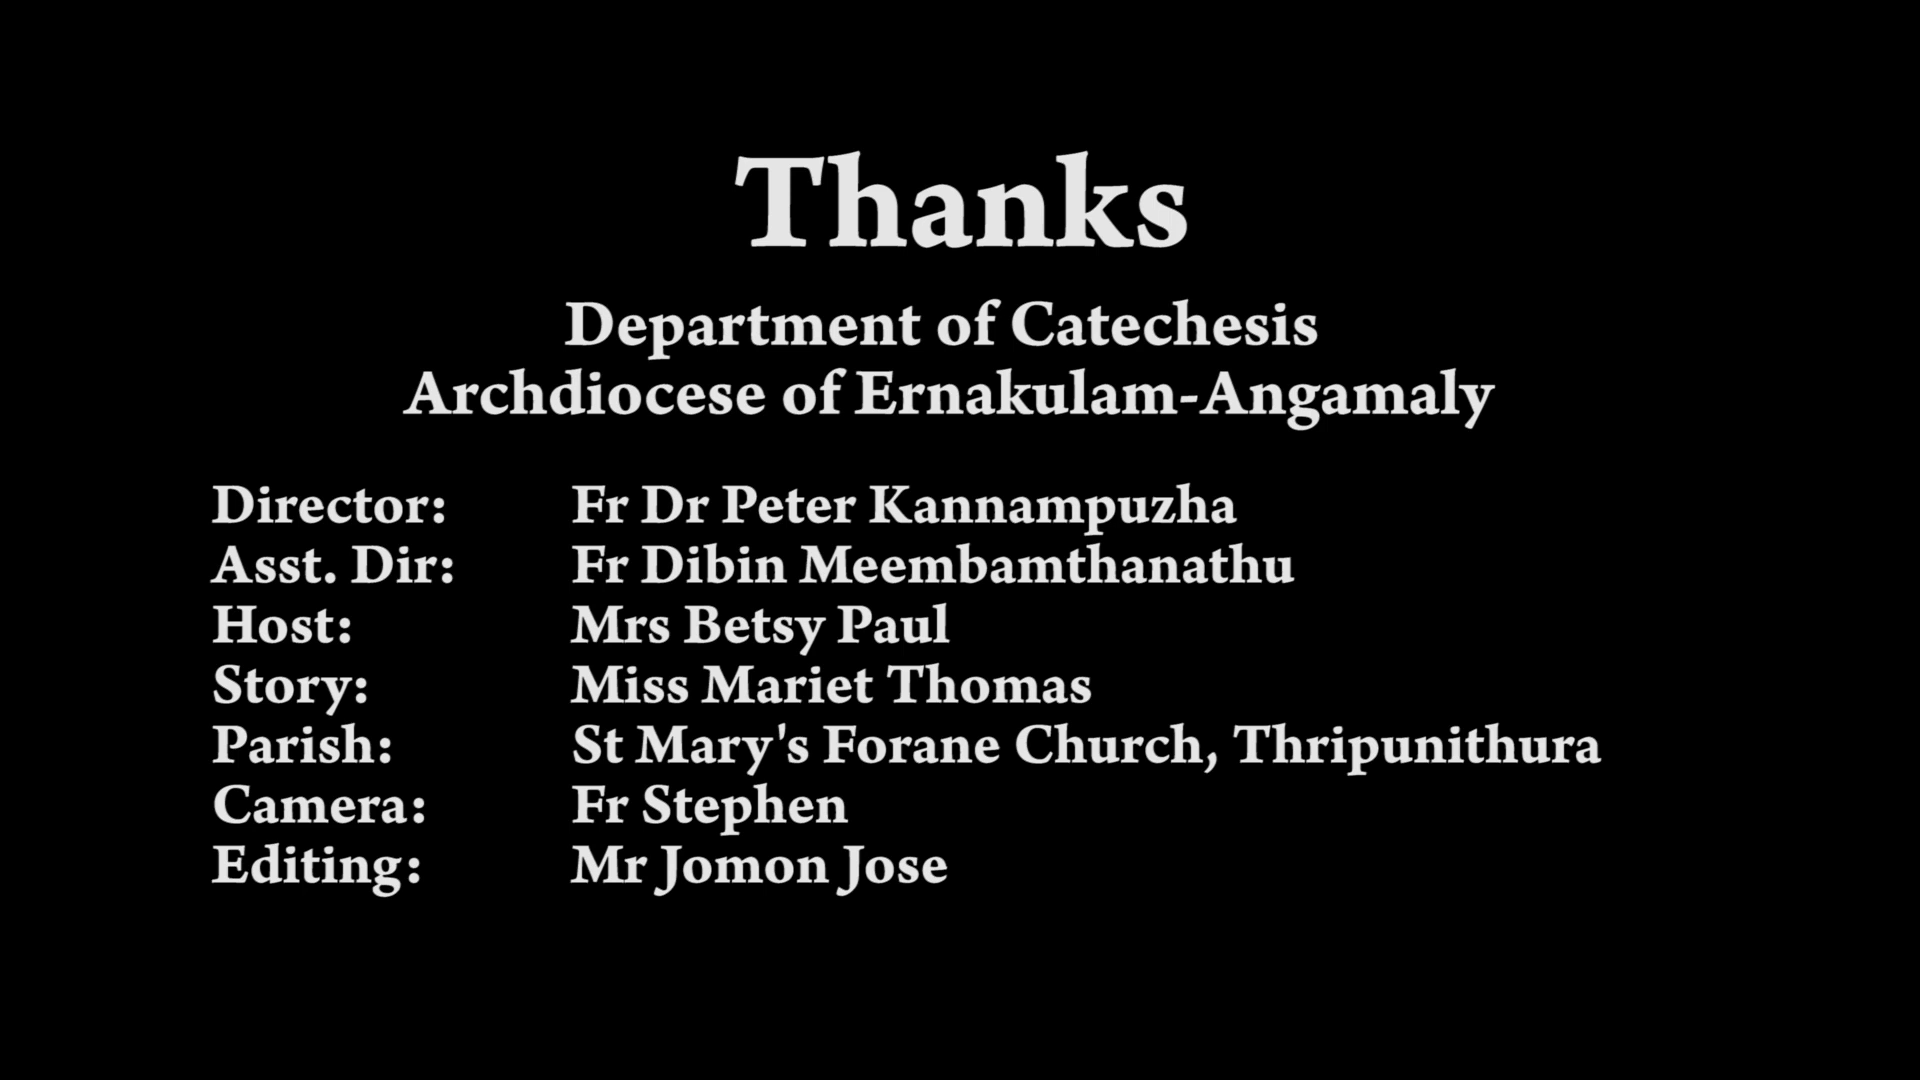 Thanks
Department of Catechesis
Archdiocese of Ernakulam-Angamaly
Director: Fr Dr Peter Kannampuzha
Asst. Dir: Fr Dibin Meembamthanathu
Host: Mrs Betsy Paul
Story: Miss Mariet Thomas
Parish: St Mary's Forane Church, Thripunithura
Camera: Fr Stephen
Editing: Mr Jomon Jose